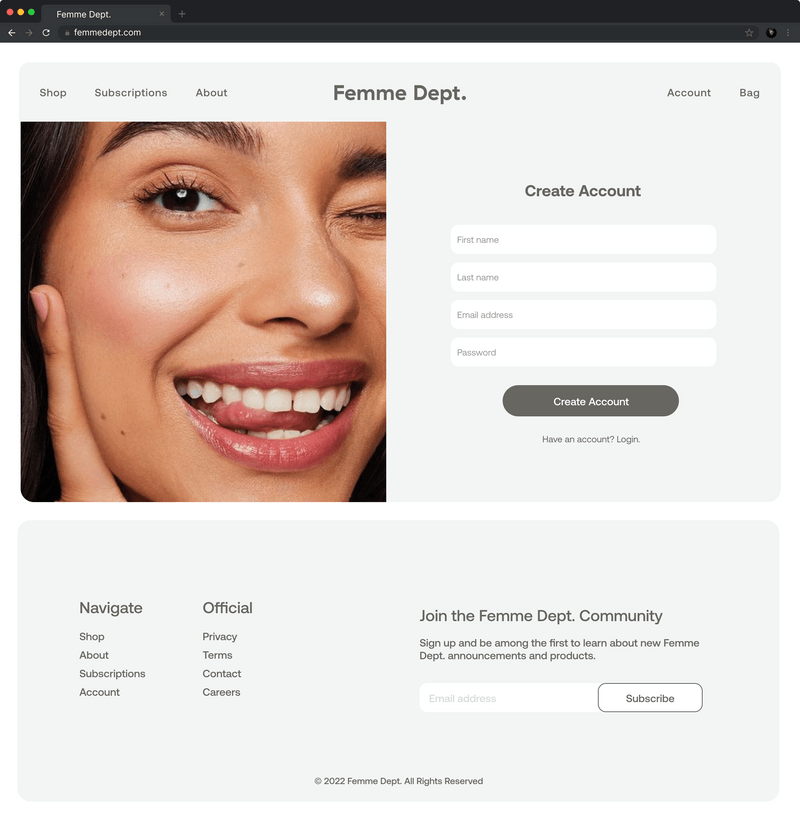 Femme Dept.
femmedept.com
Shop Subscriptions About Femme Dept. Account Bag
Create Account
First name
Last name
Email address
Password
Create Account
Have an account? Login.
Navigate
Shop
About
Subscriptions
Account
Official
Privacy
Terms
Contact
Careers
Join the Femme Dept. Community
Sign up and be among the first to learn about new Femme
Dept. announcements and products.
Email address Subscribe
© 2022 Femme Dept. All Rights Reserved